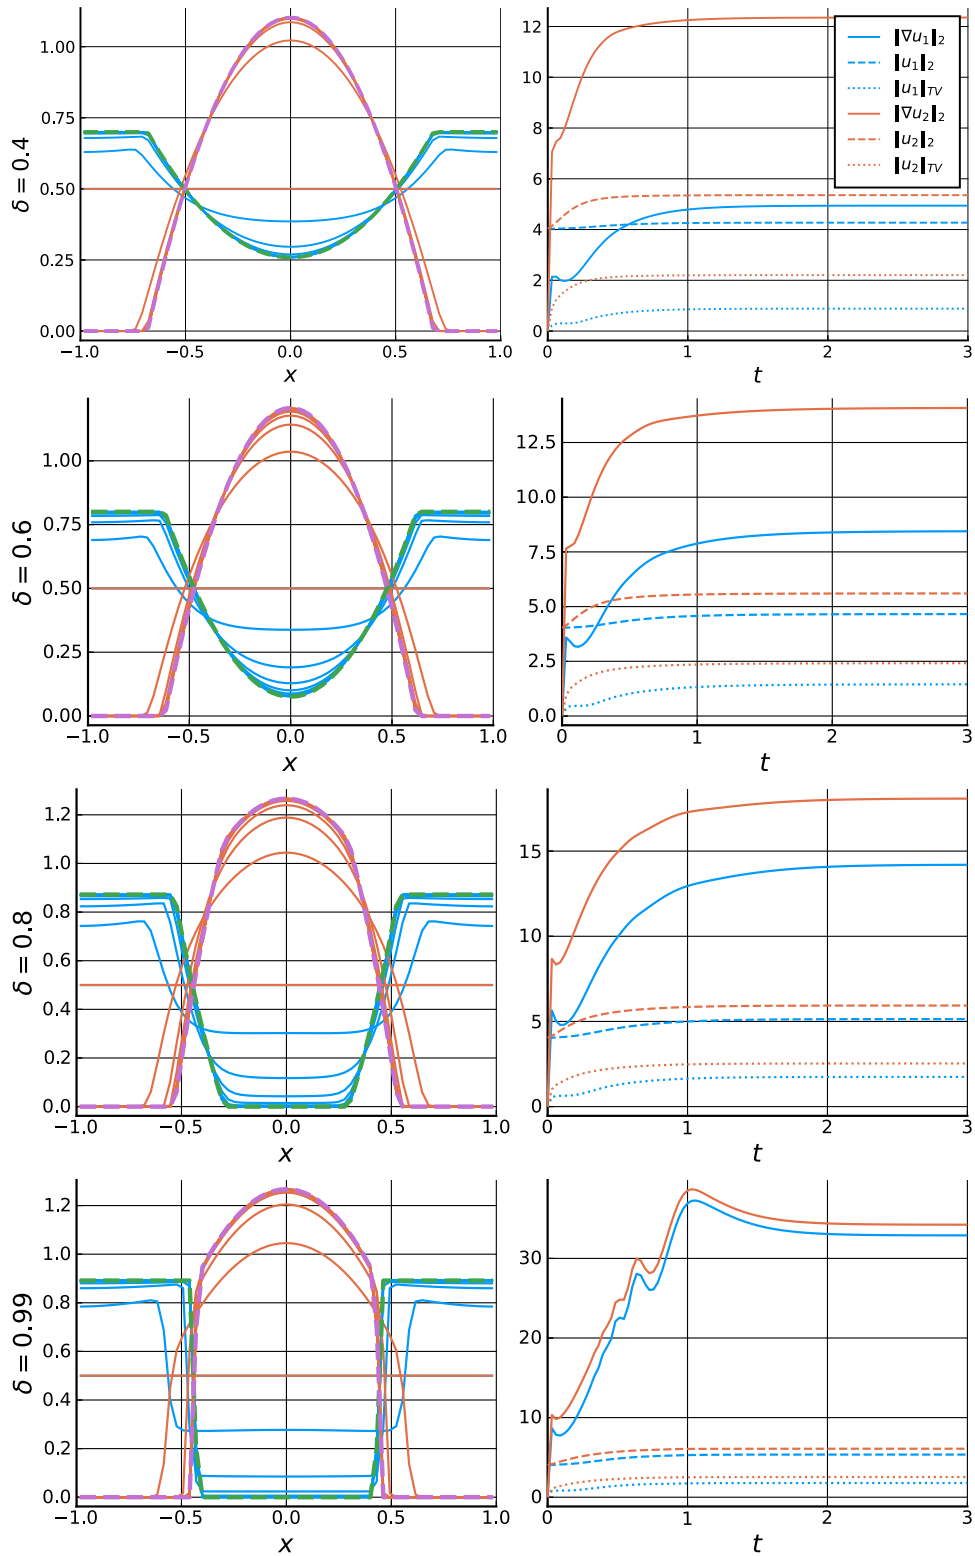 δ = 0.4
1.00
0.75
0.50
0.25
0.00
−1.0 −0.5 0.0 0.5 1.0
x
12
10
8
6
4
2
0
0 1 2 3
t
‖∇u₁‖₂
‖u₁‖₂
‖u₁‖TV
‖∇u₂‖₂
‖u₂‖₂
‖u₂‖TV
δ = 0.6
1.00
0.75
0.50
0.25
0.00
−1.0 −0.5 0.0 0.5 1.0
x
12.5
10.0
7.5
5.0
2.5
0.0
0 1 2 3
t
δ = 0.8
1.2
1.0
0.8
0.6
0.4
0.2
0.0
−1.0 −0.5 0.0 0.5 1.0
x
15
10
5
0
0 1 2 3
t
δ = 0.99
1.2
1.0
0.8
0.6
0.4
0.2
0.0
−1.0 −0.5 0.0 0.5 1.0
x
30
20
10
0
0 1 2 3
t